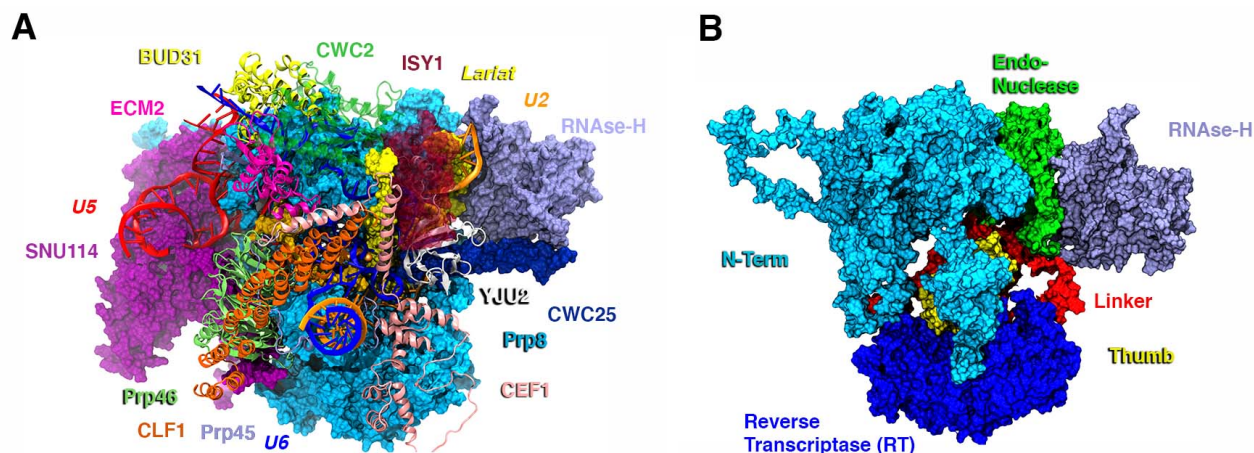 A
BUD31
CWC2
ISY1
Lariat
U2
ECM2
RNAse-H
U5
SNU114
YJU2
CWC25
Prp8
CEF1
Prp46
CLF1
Prp45
U6
B
Endo-
Nuclease
RNAse-H
N-Term
Linker
Thumb
Reverse
Transcriptase (RT)